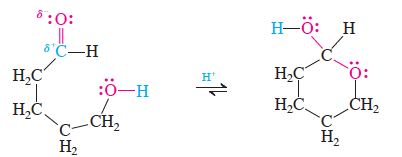 δ⁻ :Ö: H—Ö: H
δ⁺ C—H C
H₂C :Ö—H H⁺ H₂C Ö:
H₂C CH₂ H₂C CH₂
C C
H₂ H₂